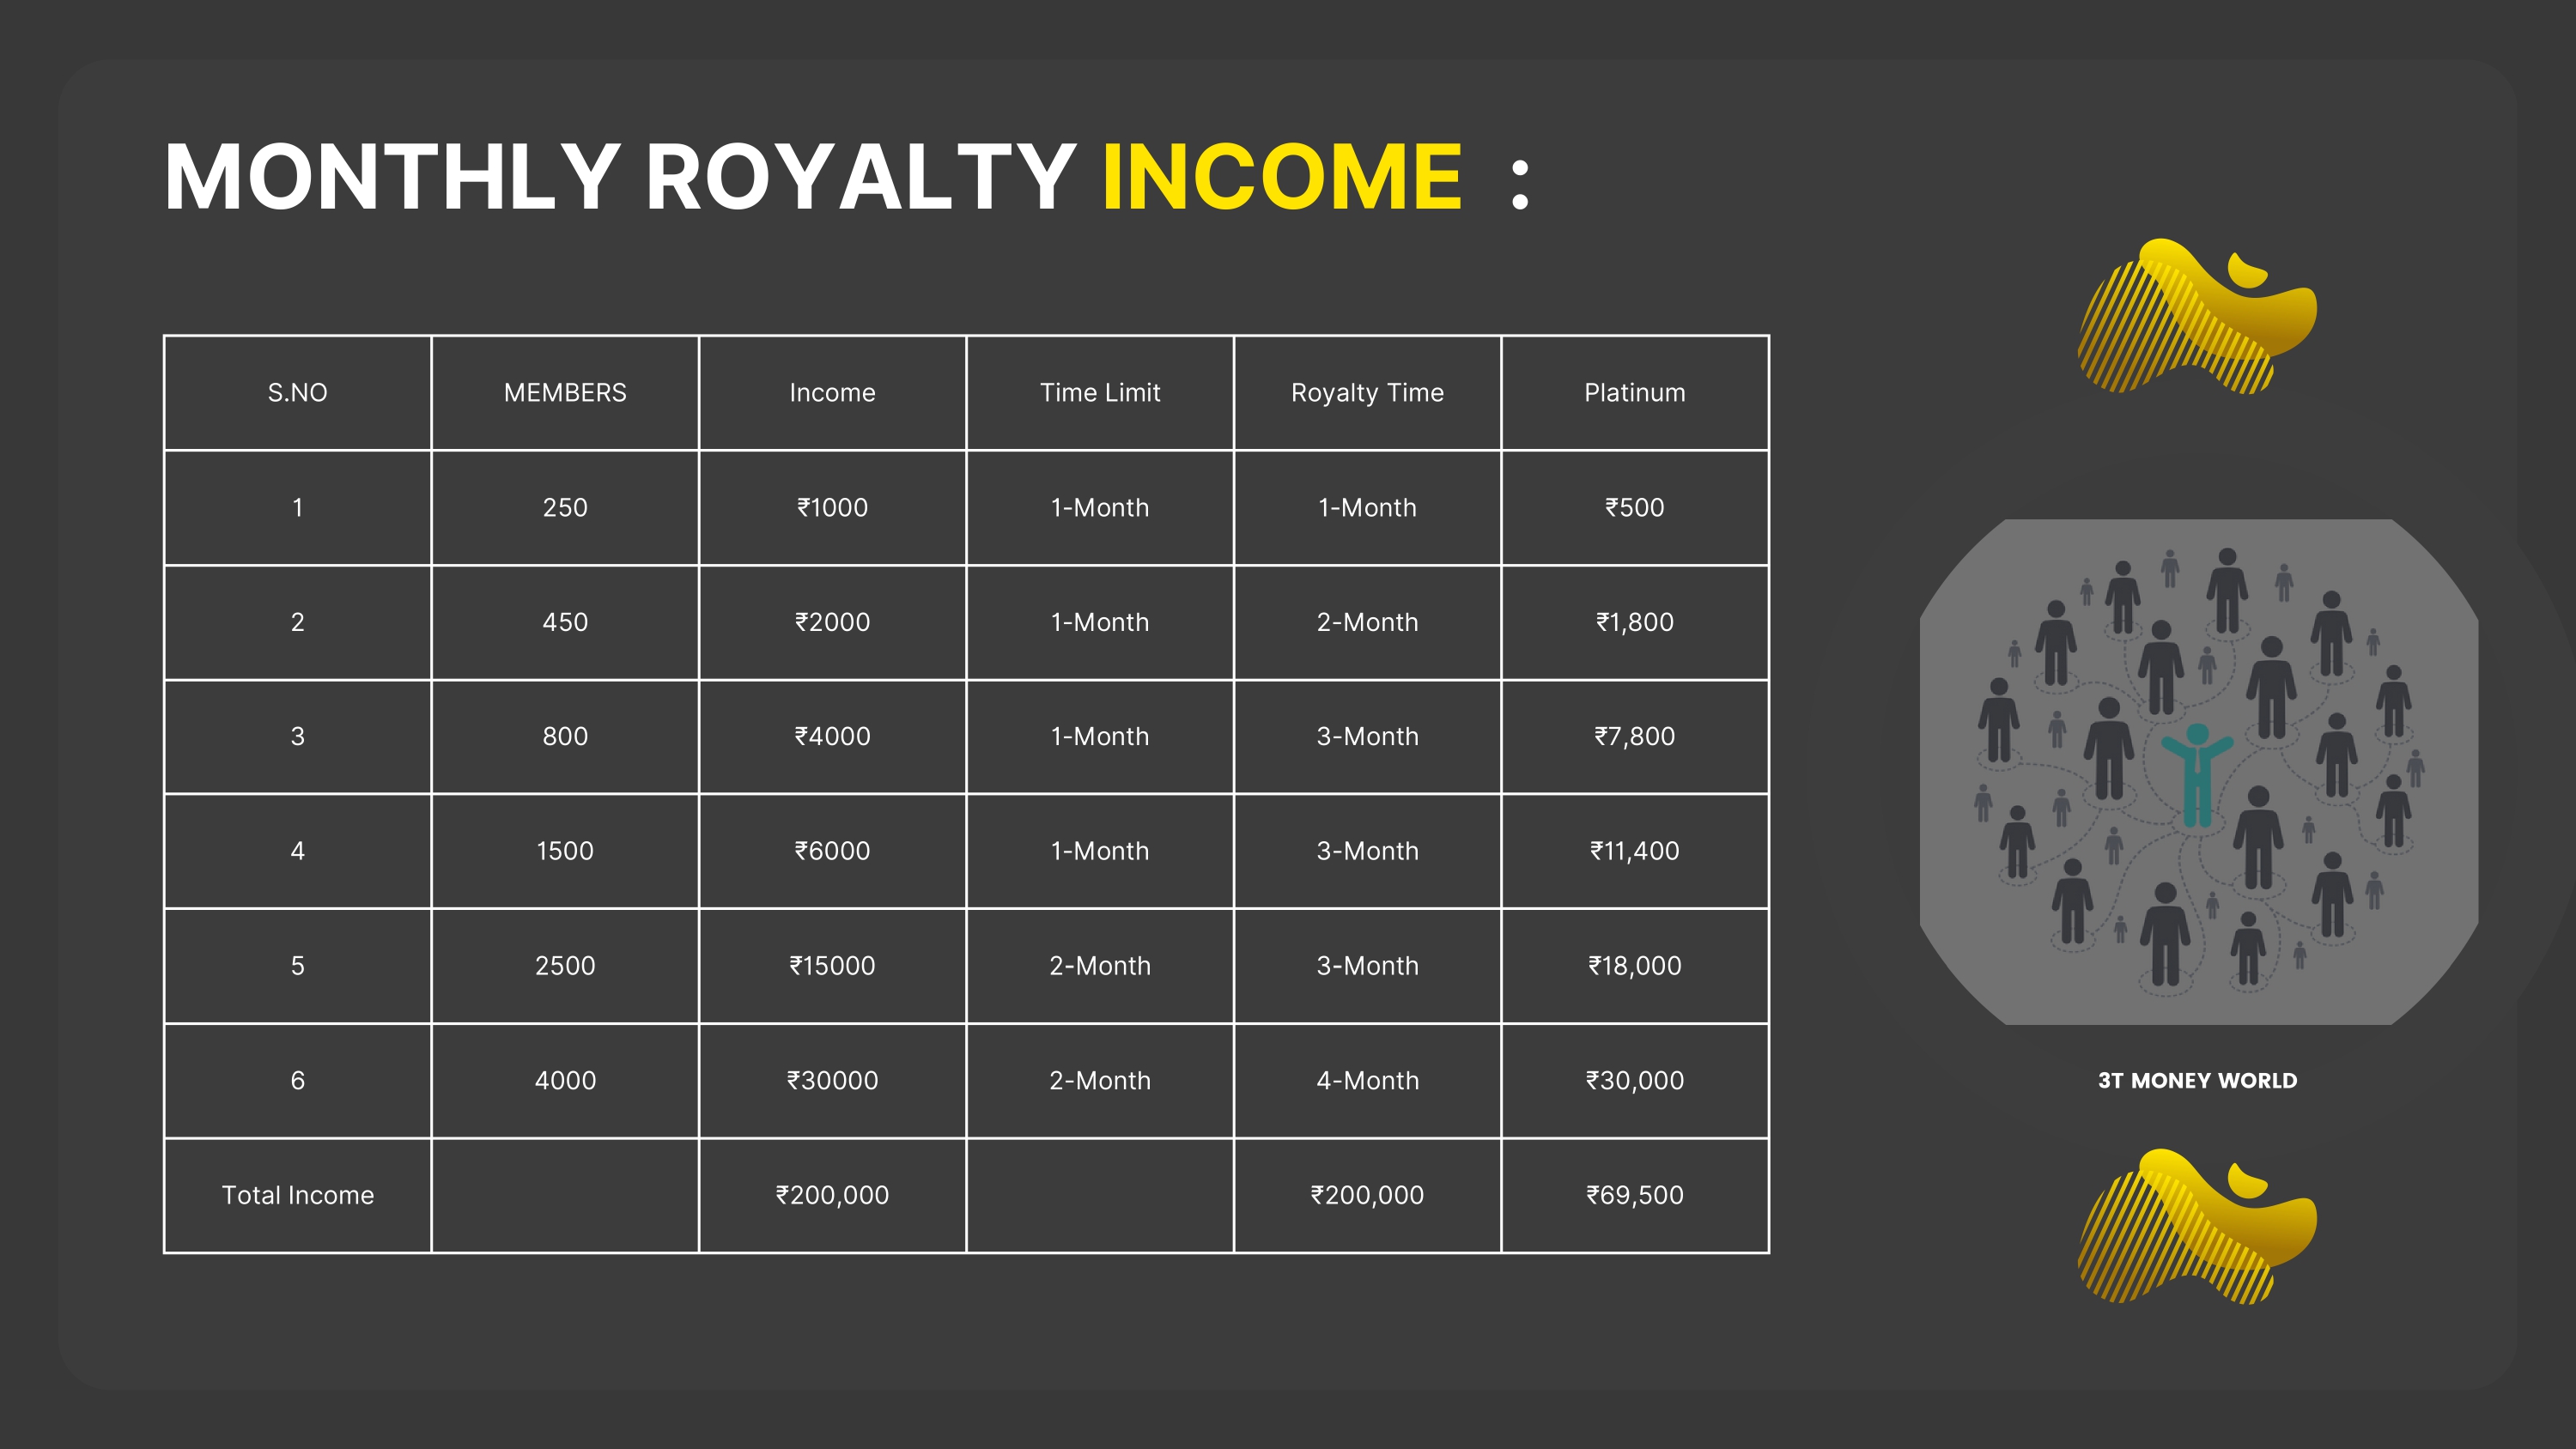 MONTHLY ROYALTY INCOME :
S.NO MEMBERS Income Time Limit Royalty Time Platinum
1 250 ₹1000 1-Month 1-Month ₹500
2 450 ₹2000 1-Month 2-Month ₹1,800
3 800 ₹4000 1-Month 3-Month ₹7,800
4 1500 ₹6000 1-Month 3-Month ₹11,400
5 2500 ₹15000 2-Month 3-Month ₹18,000
6 4000 ₹30000 2-Month 4-Month ₹30,000
Total Income ₹200,000 ₹200,000 ₹69,500
3T MONEY WORLD